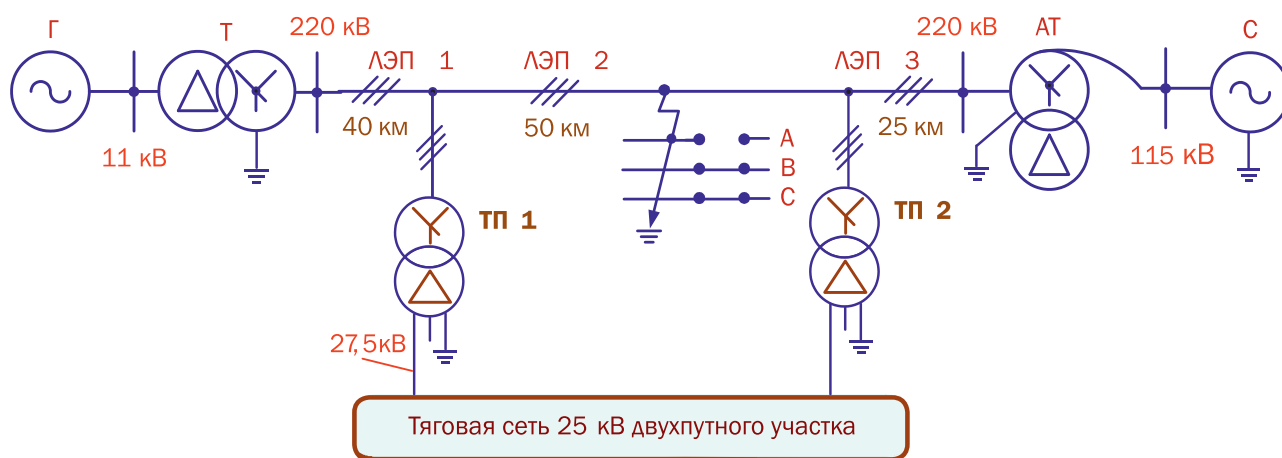 Г
Т
220 кВ
220 кВ
АТ
С
ЛЭП 1
ЛЭП 2
ЛЭП 3
40 км
50 км
25 км
11 кВ
115 кВ
А
В
С
ТП 1
ТП 2
27,5кВ
Тяговая сеть 25 кВ двухпутного участка